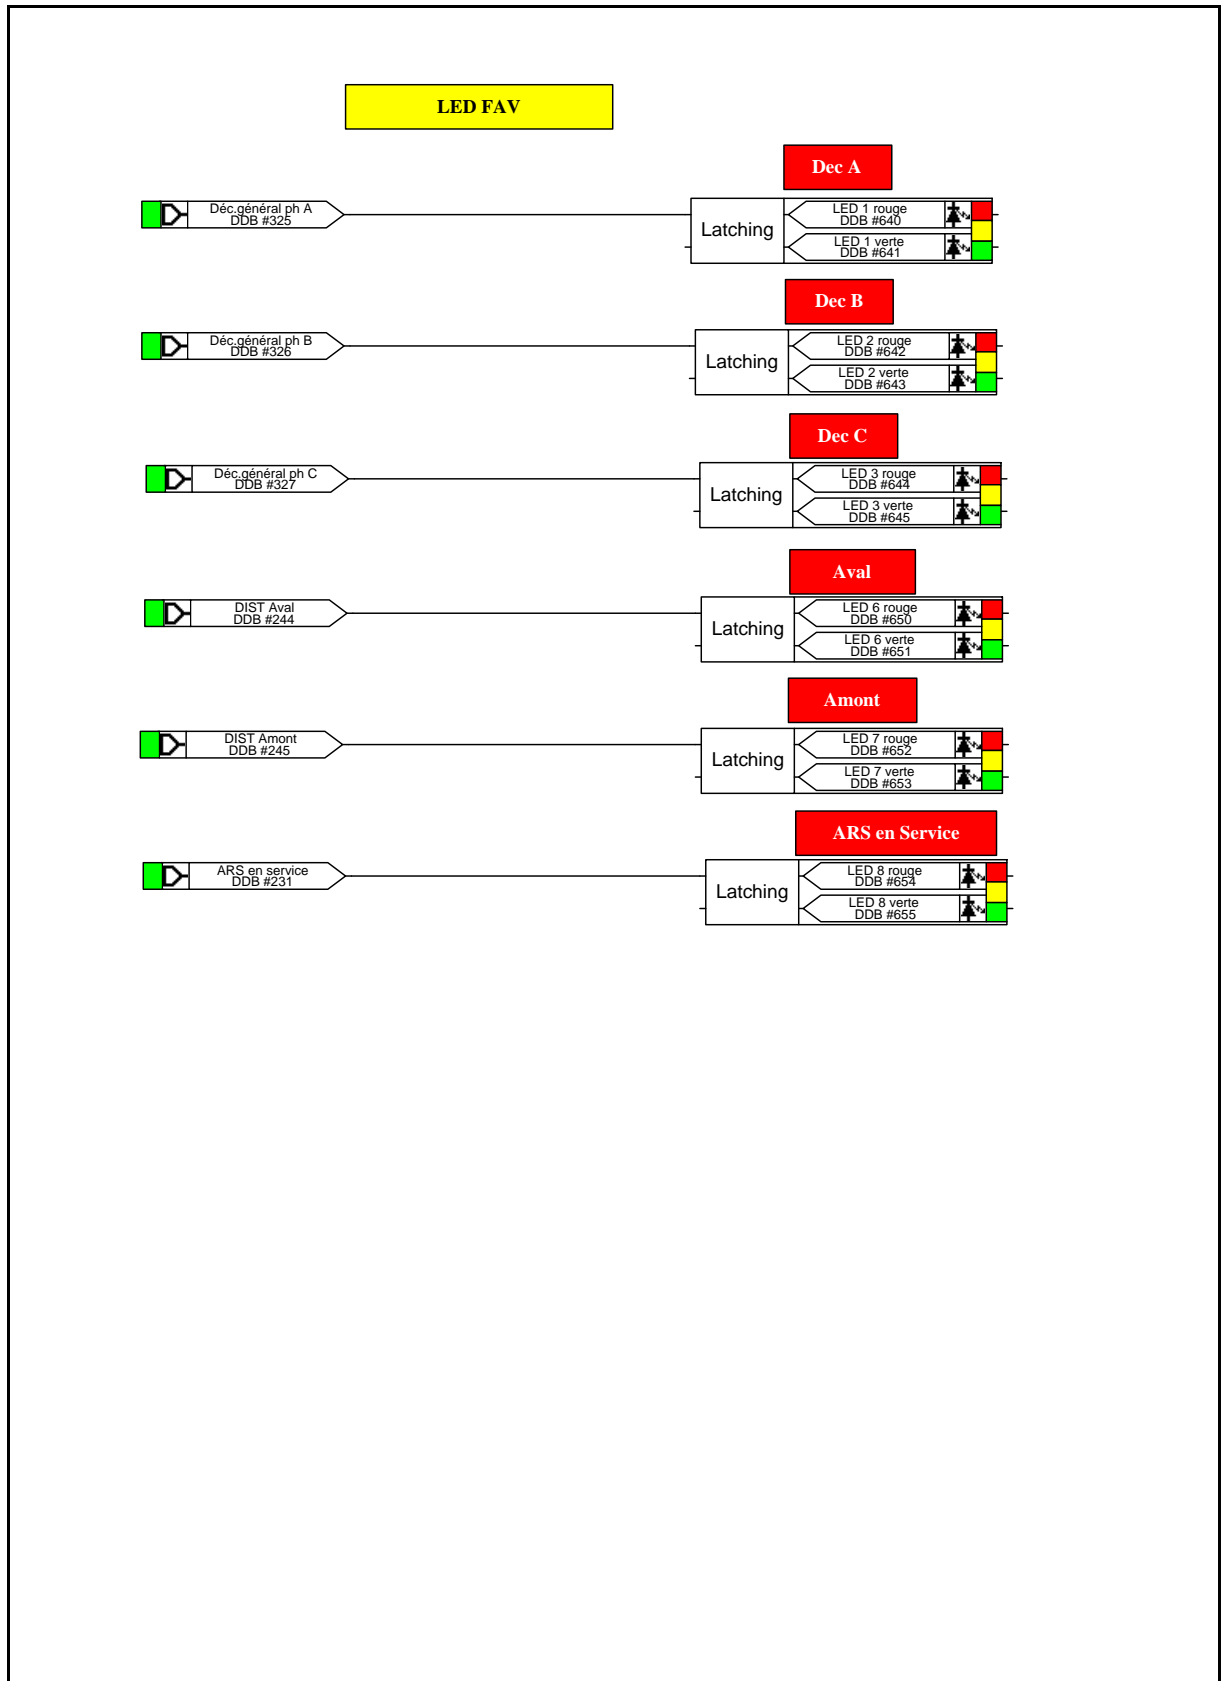 LED FAV
Dec A
Déc.général ph A
DDB #325
Latching
LED 1 rouge
DDB #640
LED 1 verte
DDB #641
Dec B
Déc.général ph B
DDB #326
Latching
LED 2 rouge
DDB #642
LED 2 verte
DDB #643
Dec C
Déc.général ph C
DDB #327
Latching
LED 3 rouge
DDB #644
LED 3 verte
DDB #645
Aval
DIST Aval
DDB #244
Latching
LED 6 rouge
DDB #650
LED 6 verte
DDB #651
Amont
DIST Amont
DDB #245
Latching
LED 7 rouge
DDB #652
LED 7 verte
DDB #653
ARS en Service
ARS en service
DDB #231
Latching
LED 8 rouge
DDB #654
LED 8 verte
DDB #655